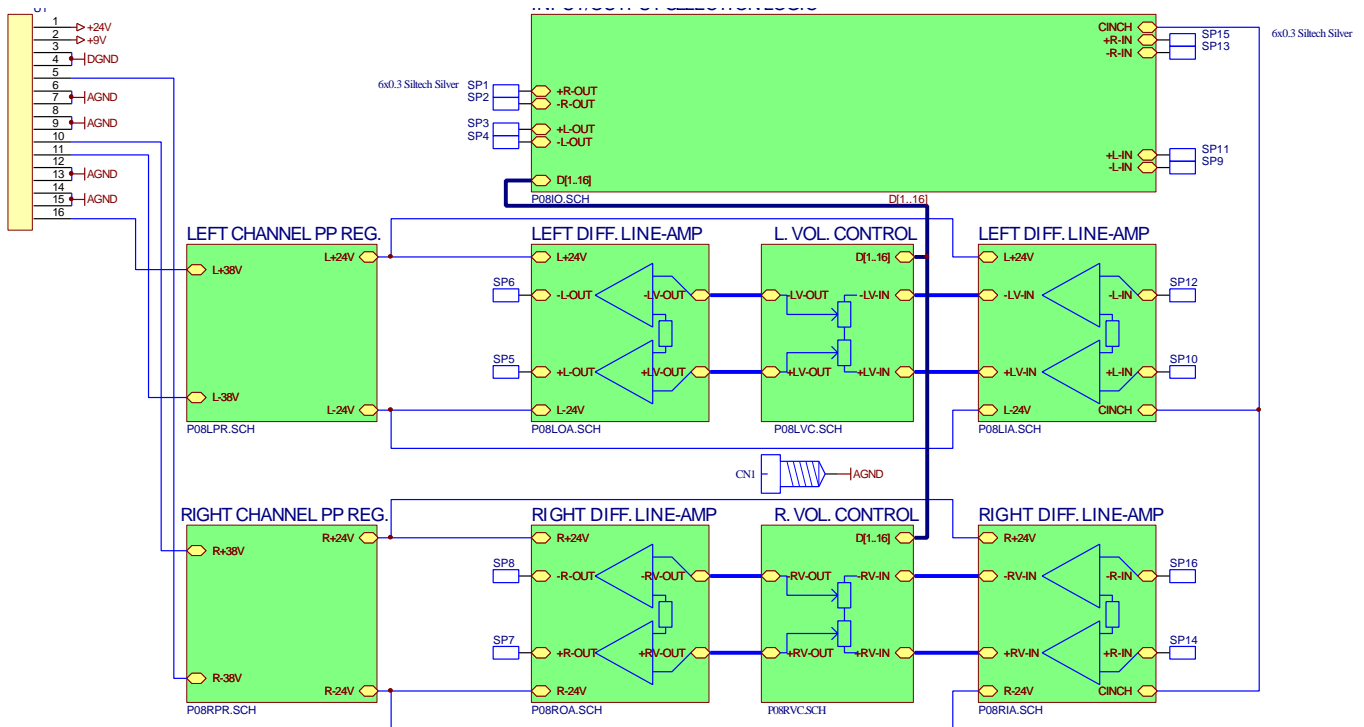 U1
1
+24V
2
+9V
3
4
DGND
5
6
7
AGND
8
9
AGND
10
11
12
13
AGND
14
15
AGND
16
INPUT/OUTPUT SELECTION LOGIC
6x0.3 Siltech Silver
SP1
SP2
+R-OUT
-R-OUT
SP3
SP4
+L-OUT
-L-OUT
D[1..16]
P08IO.SCH
CINCH
+R-IN
-R-IN
SP15
SP13
6x0.3 Siltech Silver
+L-IN
-L-IN
SP11
SP9
D[1..16]
LEFT CHANNEL PP REG.
L+24V
L+38V
L-38V
L-24V
P08LPR.SCH
LEFT DIFF. LINE-AMP
L+24V
SP6
-L-OUT
-LV-OUT
SP5
+L-OUT
+LV-OUT
L-24V
P08LOA.SCH
L. VOL. CONTROL
D[1..16]
-LV-OUT
-LV-IN
+LV-OUT
+LV-IN
P08LVC.SCH
LEFT DIFF. LINE-AMP
L+24V
-LV-IN
-L-IN
SP12
+LV-IN
+L-IN
SP10
L-24V
CINCH
P08LIA.SCH
CN1
AGND
RIGHT CHANNEL PP REG.
R+24V
R+38V
R-38V
R-24V
P08RPR.SCH
RIGHT DIFF. LINE-AMP
R+24V
SP8
-R-OUT
-RV-OUT
SP7
+R-OUT
+RV-OUT
R-24V
P08ROA.SCH
R. VOL. CONTROL
D[1..16]
-RV-OUT
-RV-IN
+RV-OUT
+RV-IN
P08RVC.SCH
RIGHT DIFF. LINE-AMP
R+24V
-RV-IN
-R-IN
SP16
+RV-IN
+R-IN
SP14
R-24V
CINCH
P08RIA.SCH